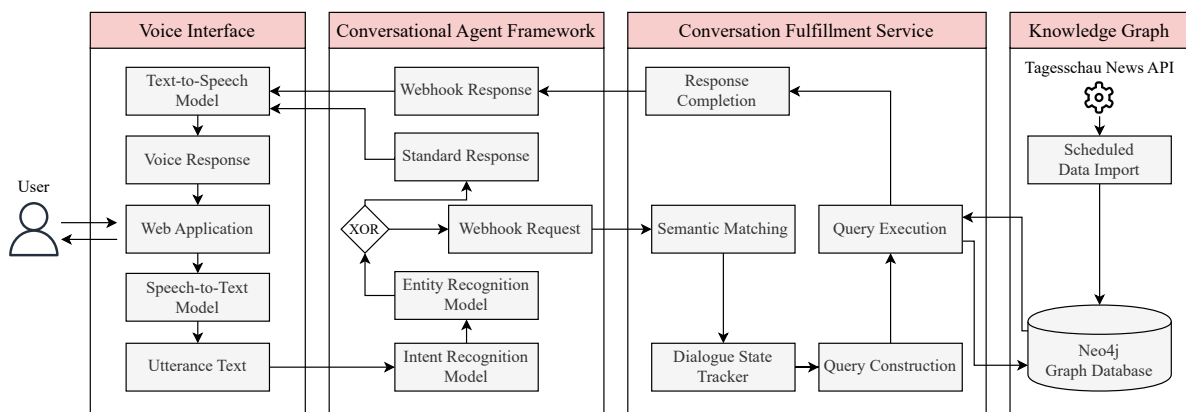 Voice Interface
Conversational Agent Framework
Conversation Fulfillment Service
Knowledge Graph
Text-to-Speech
Model
Voice Response
User
Web Application
Speech-to-Text
Model
Utterance Text
Webhook Response
Standard Response
XOR
Webhook Request
Entity Recognition
Model
Intent Recognition
Model
Response
Completion
Semantic Matching
Query Execution
Dialogue State
Tracker
Query Construction
Tagesschau News API
Scheduled
Data Import
Neo4j
Graph Database